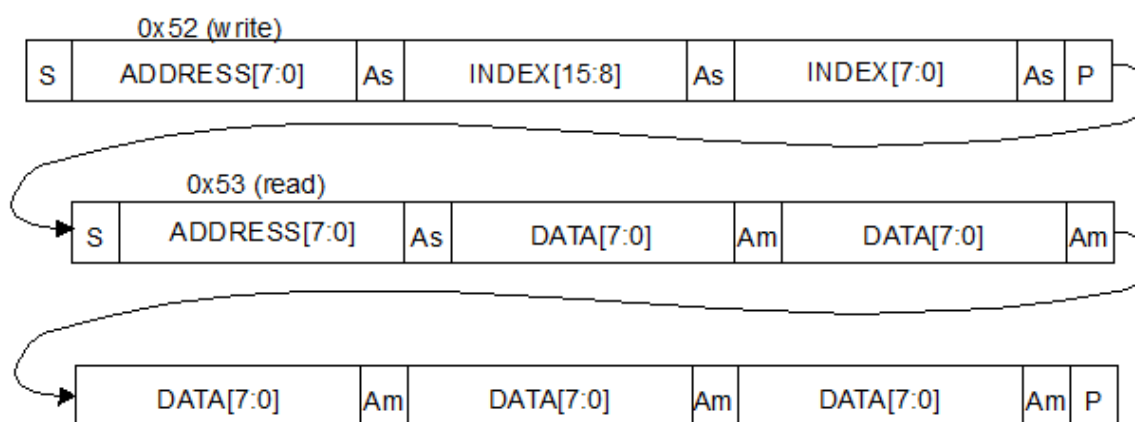 0x52 (write)
S ADDRESS[7:0] As INDEX[15:8] As INDEX[7:0] As P
0x53 (read)
S ADDRESS[7:0] As DATA[7:0] Am DATA[7:0] Am
DATA[7:0] Am DATA[7:0] Am DATA[7:0] Am P